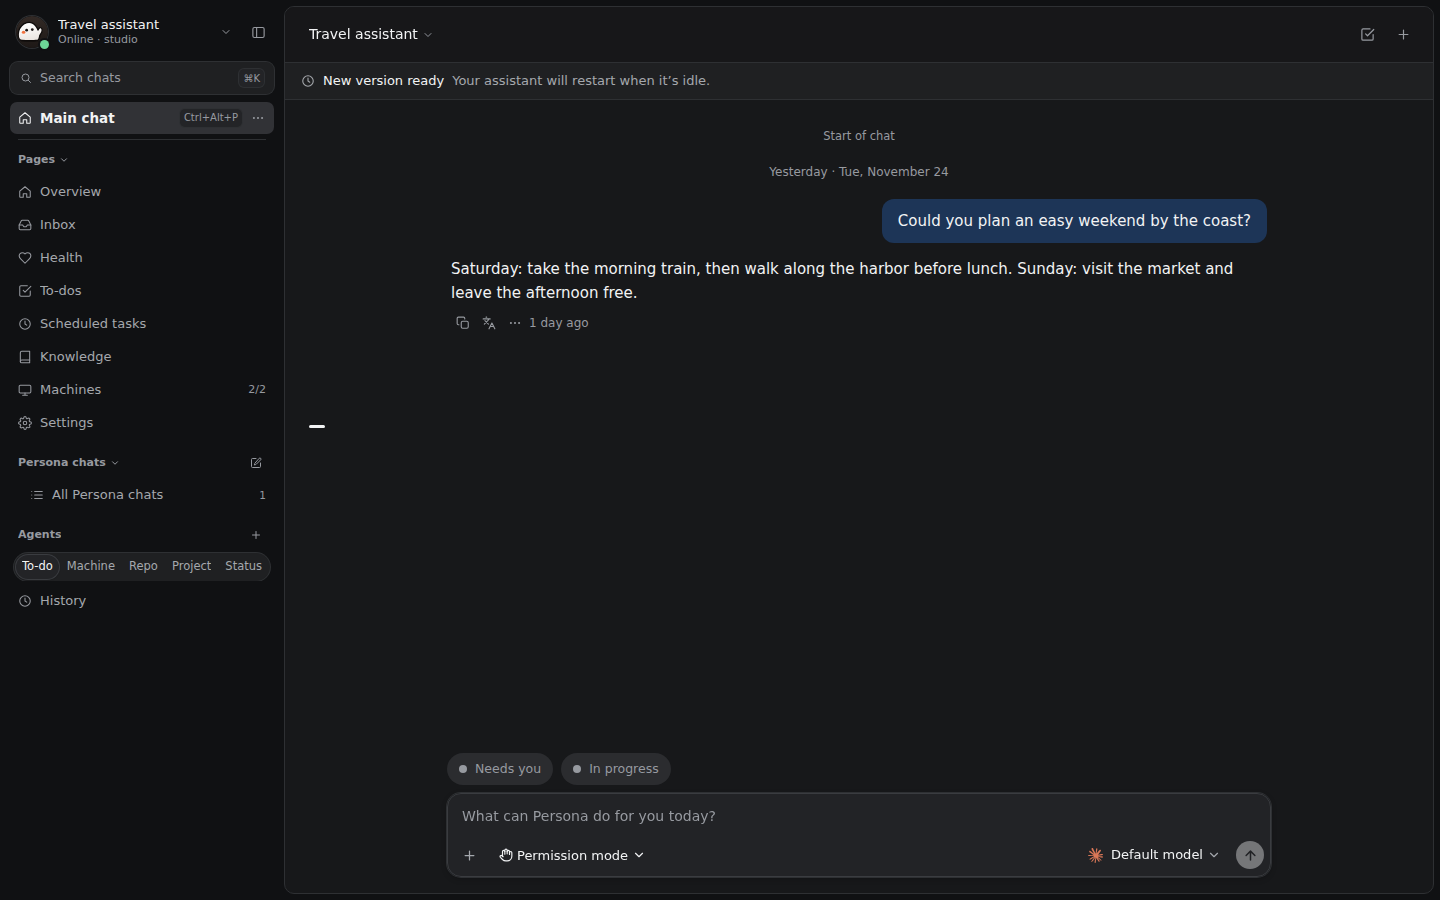 Travel assistant
Online · studio
Search chats
⌘K
Main chat
Ctrl+Alt+P
Pages
Overview
Inbox
Health
To-dos
Scheduled tasks
Knowledge
Machines
2/2
Settings
Persona chats
All Persona chats
1
Agents
To-do Machine Repo Project Status
History
Travel assistant
New version ready Your assistant will restart when it’s idle.
Start of chat
Yesterday · Tue, November 24
Could you plan an easy weekend by the coast?
Saturday: take the morning train, then walk along the harbor before lunch. Sunday: visit the market and
leave the afternoon free.
1 day ago
Needs you
In progress
What can Persona do for you today?
Permission mode
Default model